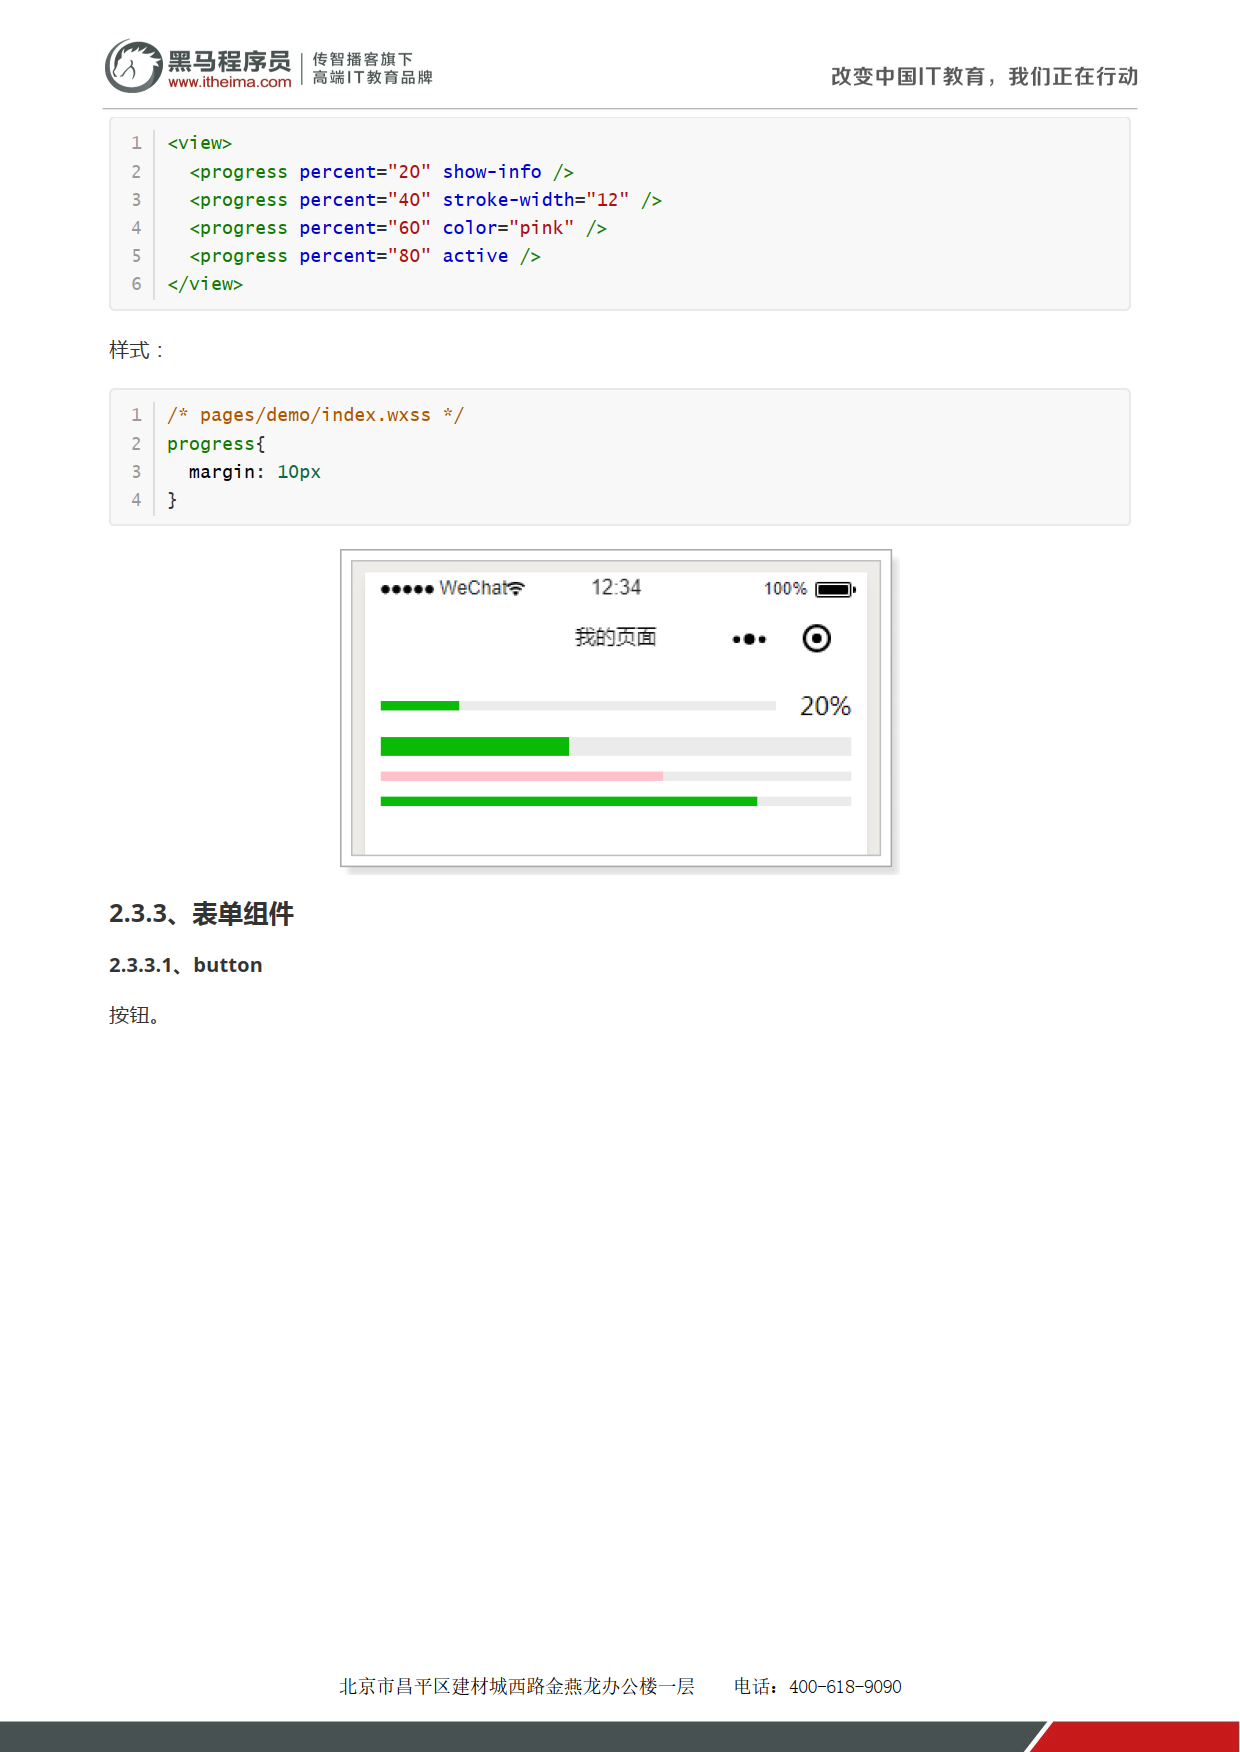 黑马程序员
www.itheima.com
传智播客旗下
高端IT教育品牌
改变中国IT教育，我们正在行动
1 <view>
2   <progress percent="20" show-info />
3   <progress percent="40" stroke-width="12" />
4   <progress percent="60" color="pink" />
5   <progress percent="80" active />
6 </view>
样式：
1 /* pages/demo/index.wxss */
2 progress{
3   margin: 10px
4 }
WeChat 12:34 100%
我的页面
20%
2.3.3、表单组件
2.3.3.1、button
按钮。
北京市昌平区建材城西路金燕龙办公楼一层 电话：400-618-9090